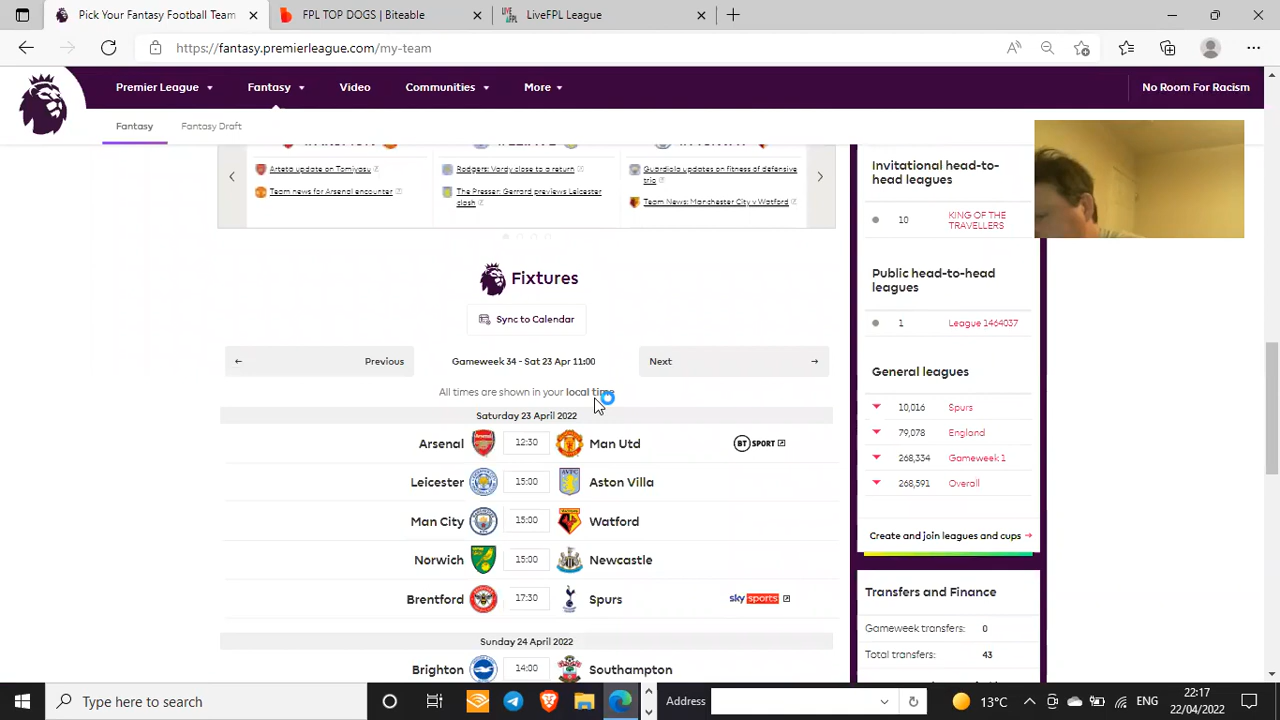 Pick Your Fantasy Football Team
FPL TOP DOGS | Biteable
LiveFPL League
https://fantasy.premierleague.com/my-team
Premier League
Fantasy
Video
Communities
More
No Room For Racism
Fantasy
Fantasy Draft
Arteta update on Tomiyasu
Team news for Arsenal encounter
Rodgers: Vardy close to a return
The Presser: Gerrard previews Leicester
clash
Guardiola updates on fitness of defensive
trio
Team News: Manchester City v Watford
Fixtures
Sync to Calendar
Previous
Gameweek 34 - Sat 23 Apr 11:00
Next
All times are shown in your local time
Saturday 23 April 2022
Arsenal 12:30 Man Utd BT SPORT
Leicester 15:00 Aston Villa
Man City 15:00 Watford
Norwich 15:00 Newcastle
Brentford 17:30 Spurs sky sports
Sunday 24 April 2022
Brighton 14:00 Southampton
Invitational head-to-
head leagues
10 KING OF THE
TRAVELLERS
Public head-to-head
leagues
1 League 1464037
General leagues
10,016 Spurs
79,078 England
268,334 Gameweek 1
268,591 Overall
Create and join leagues and cups
Transfers and Finance
Gameweek transfers: 0
Total transfers: 43
Type here to search
Address
13°C
ENG
22:17
22/04/2022